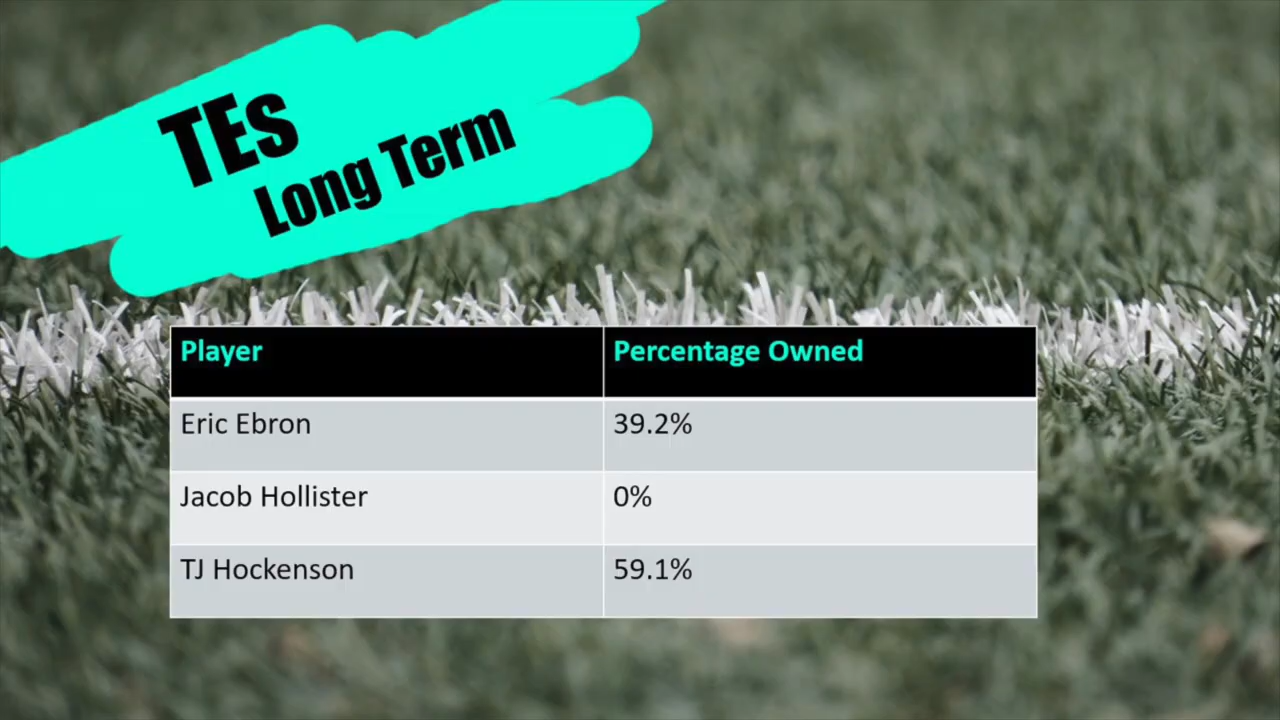 TEs
Long Term
Player Percentage Owned
Eric Ebron 39.2%
Jacob Hollister 0%
TJ Hockenson 59.1%